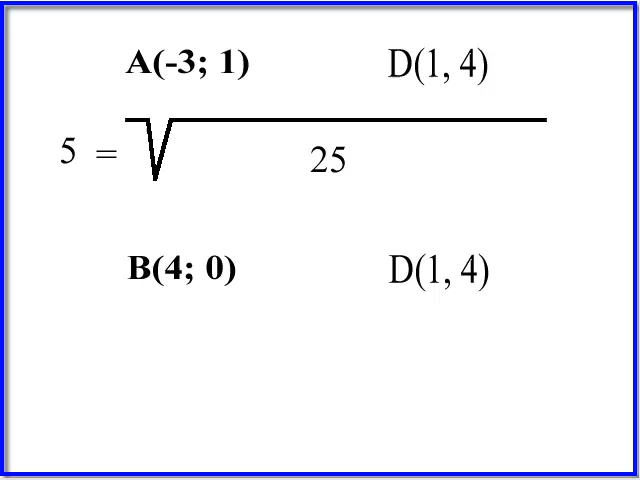 A(-3; 1) D(1, 4)
5 = √25
B(4; 0) D(1, 4)